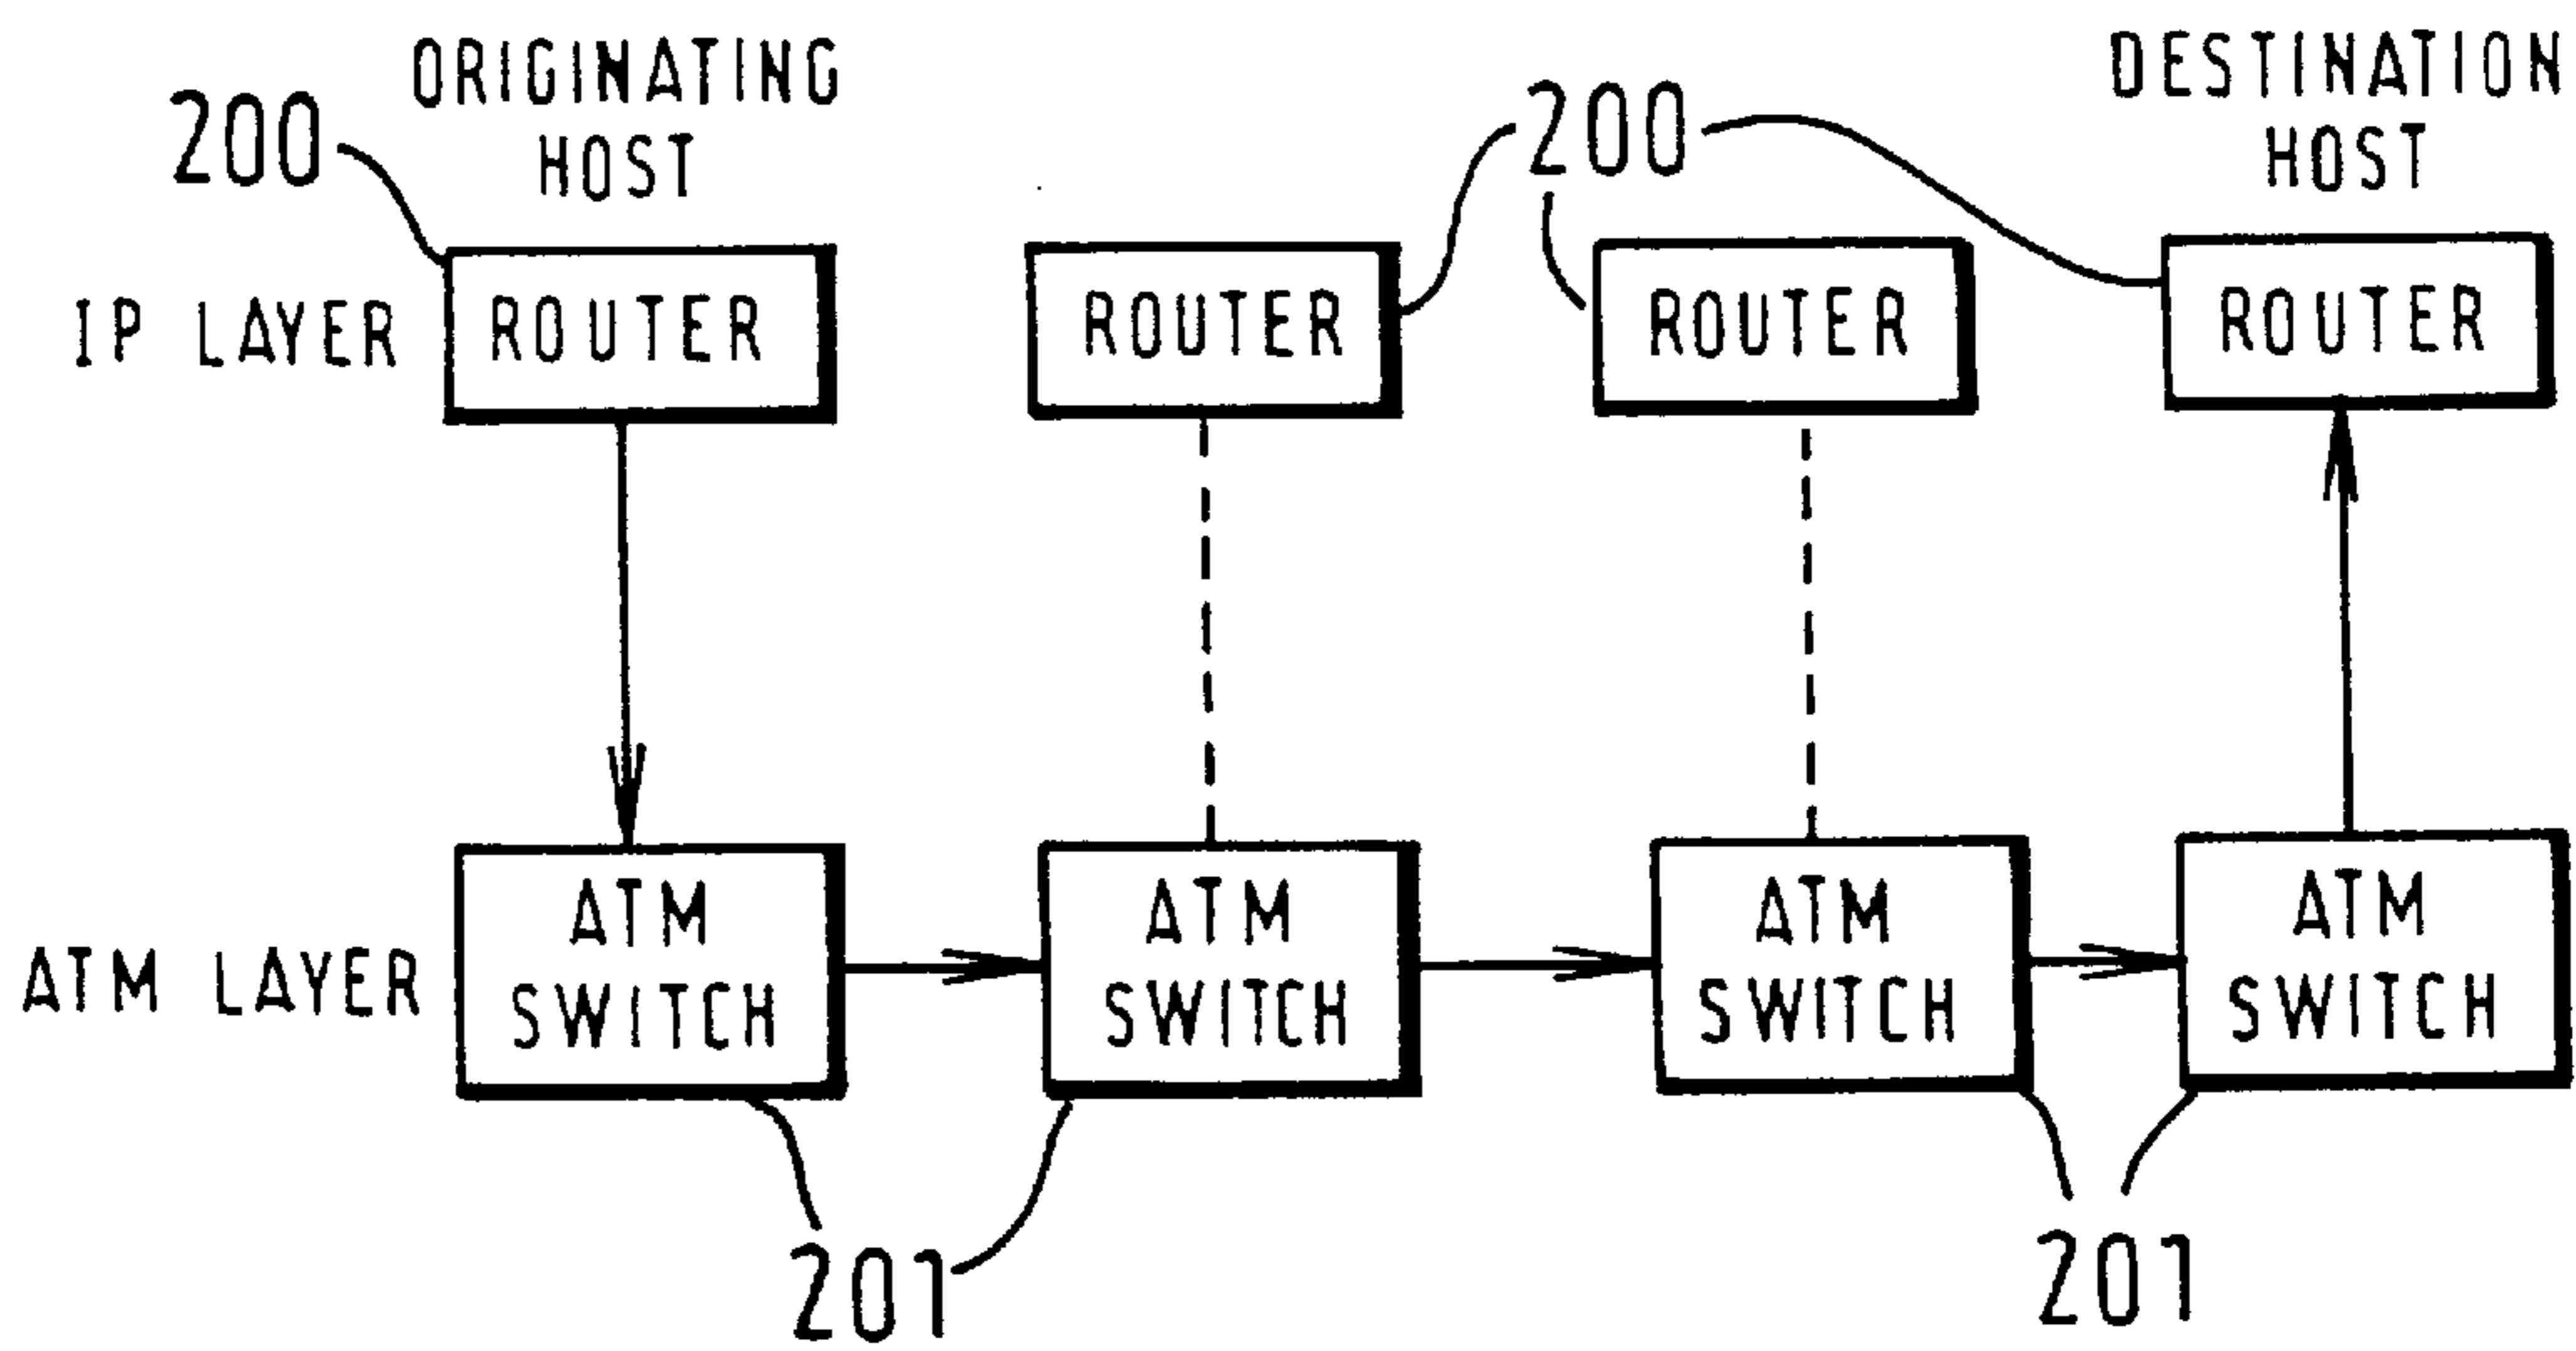 ORIGINATING
HOST
DESTINATION
HOST
200
200
IP LAYER
ROUTER
ROUTER
ROUTER
ROUTER
ATM LAYER
ATM
SWITCH
ATM
SWITCH
ATM
SWITCH
ATM
SWITCH
201
201